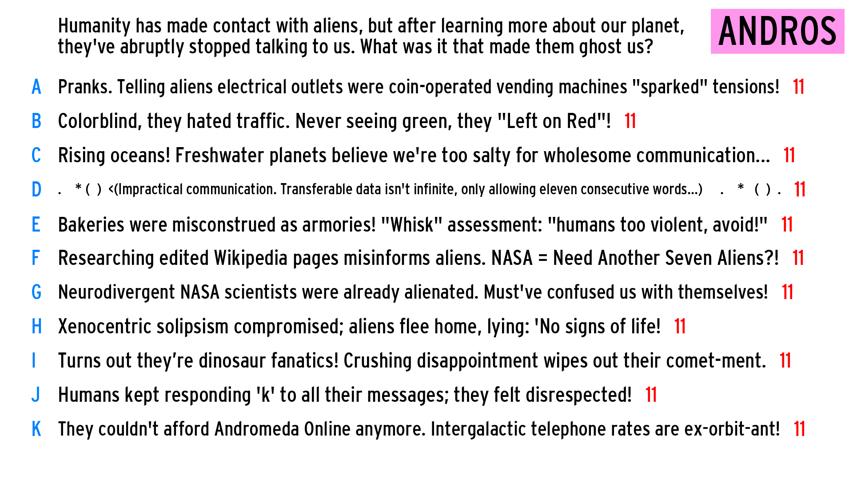 Humanity has made contact with aliens, but after learning more about our planet,
they've abruptly stopped talking to us. What was it that made them ghost us?
ANDROS
A Pranks. Telling aliens electrical outlets were coin-operated vending machines "sparked" tensions! 11
B Colorblind, they hated traffic. Never seeing green, they "Left on Red"! 11
C Rising oceans! Freshwater planets believe we're too salty for wholesome communication... 11
D . *( ) <(Impractical communication. Transferable data isn't infinite, only allowing eleven consecutive words...) . * ( ) . 11
E Bakeries were misconstrued as armories! "Whisk" assessment: "humans too violent, avoid!" 11
F Researching edited Wikipedia pages misinforms aliens. NASA = Need Another Seven Aliens?! 11
G Neurodivergent NASA scientists were already alienated. Must've confused us with themselves! 11
H Xenocentric solipsism compromised; aliens flee home, lying: 'No signs of life! 11
I Turns out they’re dinosaur fanatics! Crushing disappointment wipes out their comet-ment. 11
J Humans kept responding 'k' to all their messages; they felt disrespected! 11
K They couldn't afford Andromeda Online anymore. Intergalactic telephone rates are ex-orbit-ant! 11